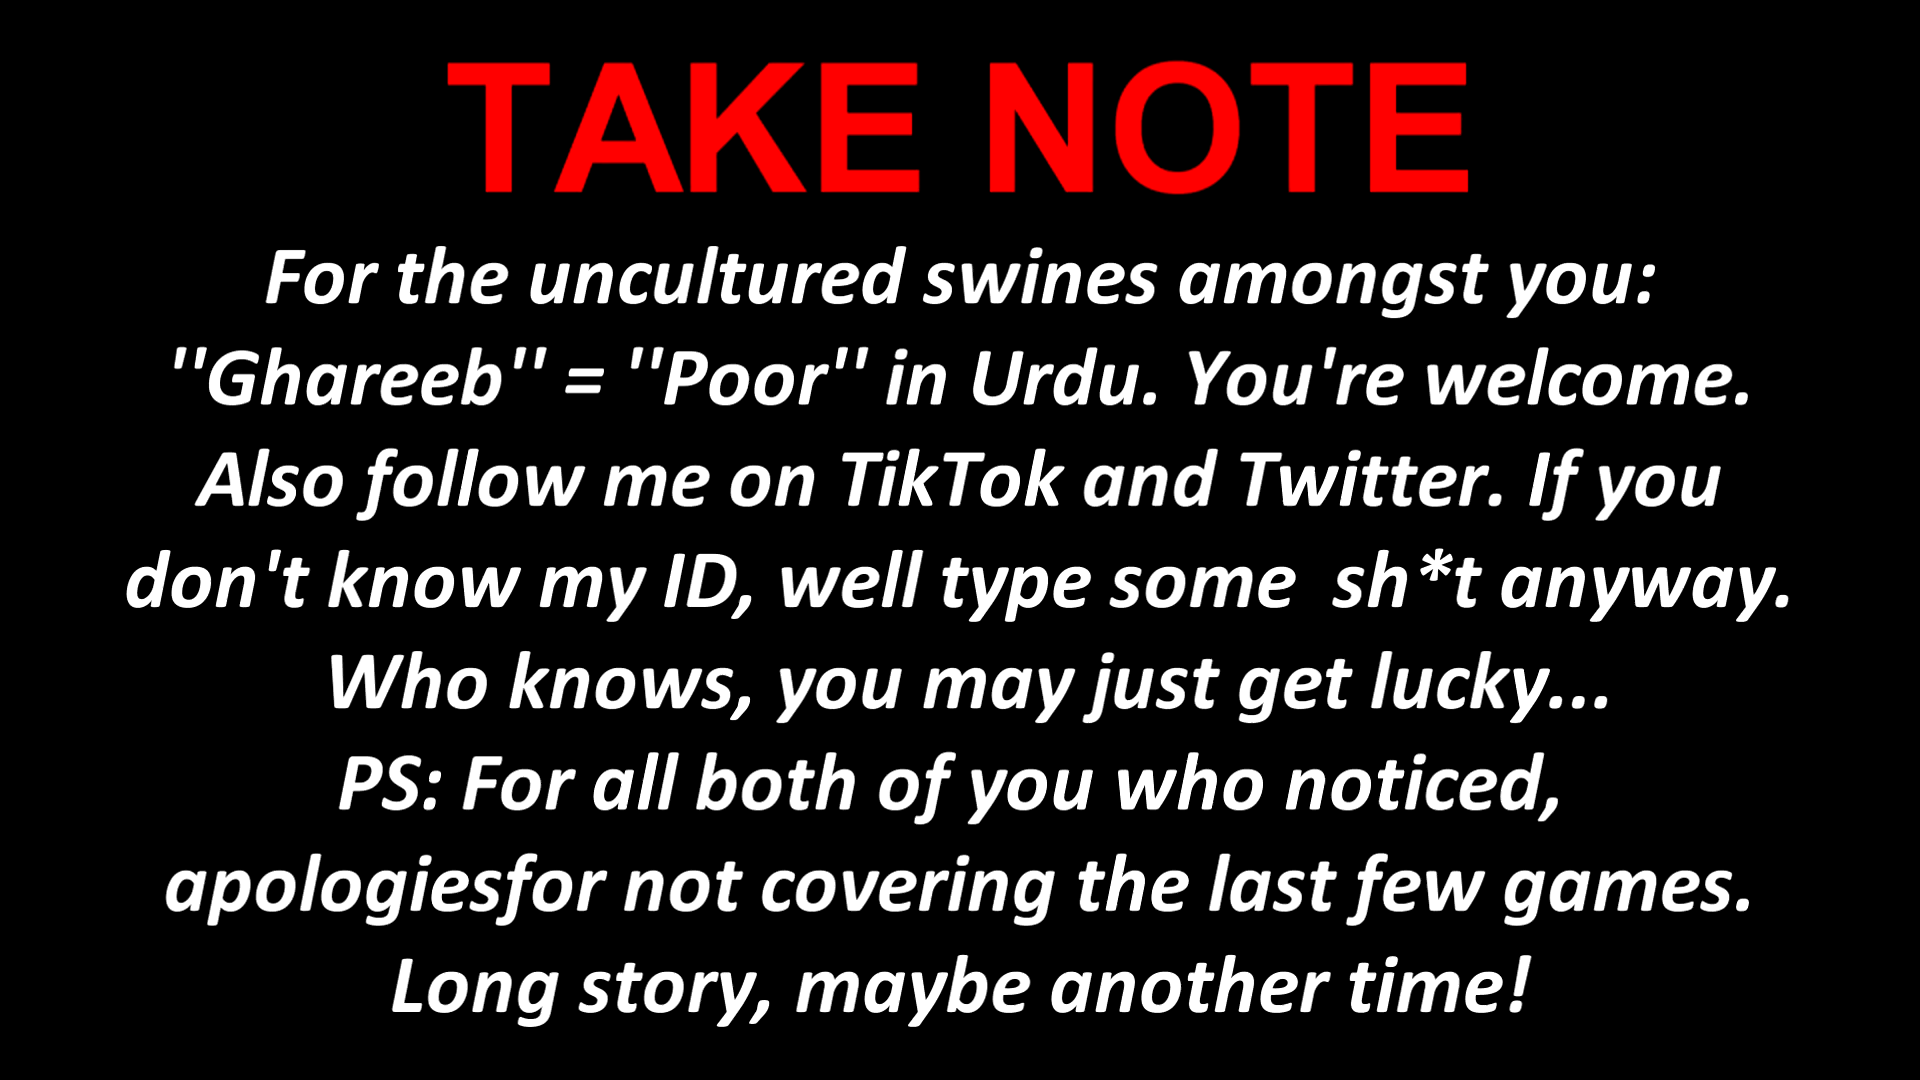 TAKE NOTE
For the uncultured swines amongst you:
''Ghareeb'' = ''Poor'' in Urdu. You're welcome.
Also follow me on TikTok and Twitter. If you
don't know my ID, well type some  sh*t anyway.
Who knows, you may just get lucky...
PS: For all both of you who noticed,
apologiesfor not covering the last few games.
Long story, maybe another time!